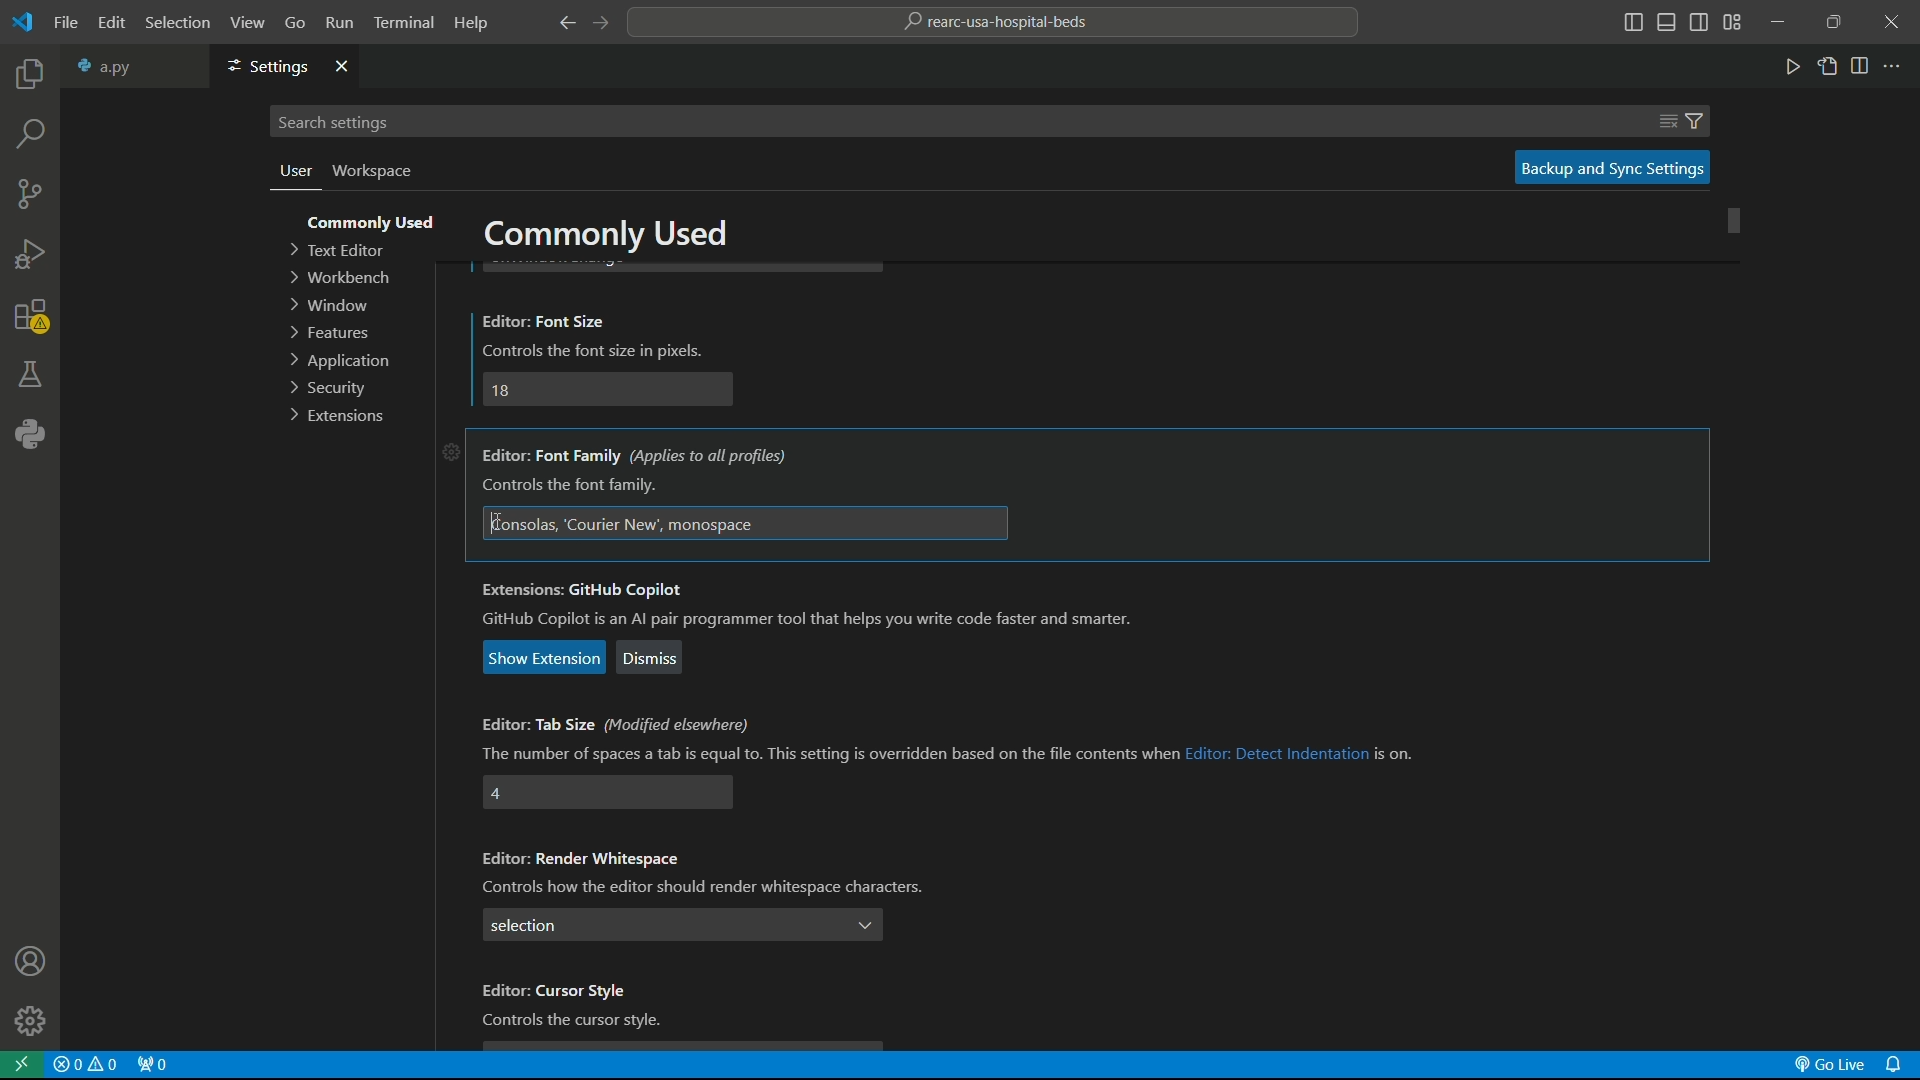 File Edit Selection View Go Run Terminal Help rearc-usa-hospital-beds
a.py Settings
Search settings
User Workspace Backup and Sync Settings
Commonly Used
Text Editor
Workbench
Window
Features
Application
Security
Extensions
Commonly Used
Editor: Font Size
Controls the font size in pixels.
18
Editor: Font Family (Applies to all profiles)
Controls the font family.
Consolas, 'Courier New', monospace
Extensions: GitHub Copilot
GitHub Copilot is an AI pair programmer tool that helps you write code faster and smarter.
Show Extension Dismiss
Editor: Tab Size (Modified elsewhere)
The number of spaces a tab is equal to. This setting is overridden based on the file contents when Editor: Detect Indentation is on.
4
Editor: Render Whitespace
Controls how the editor should render whitespace characters.
selection
Editor: Cursor Style
Controls the cursor style.
0 0 0 Go Live